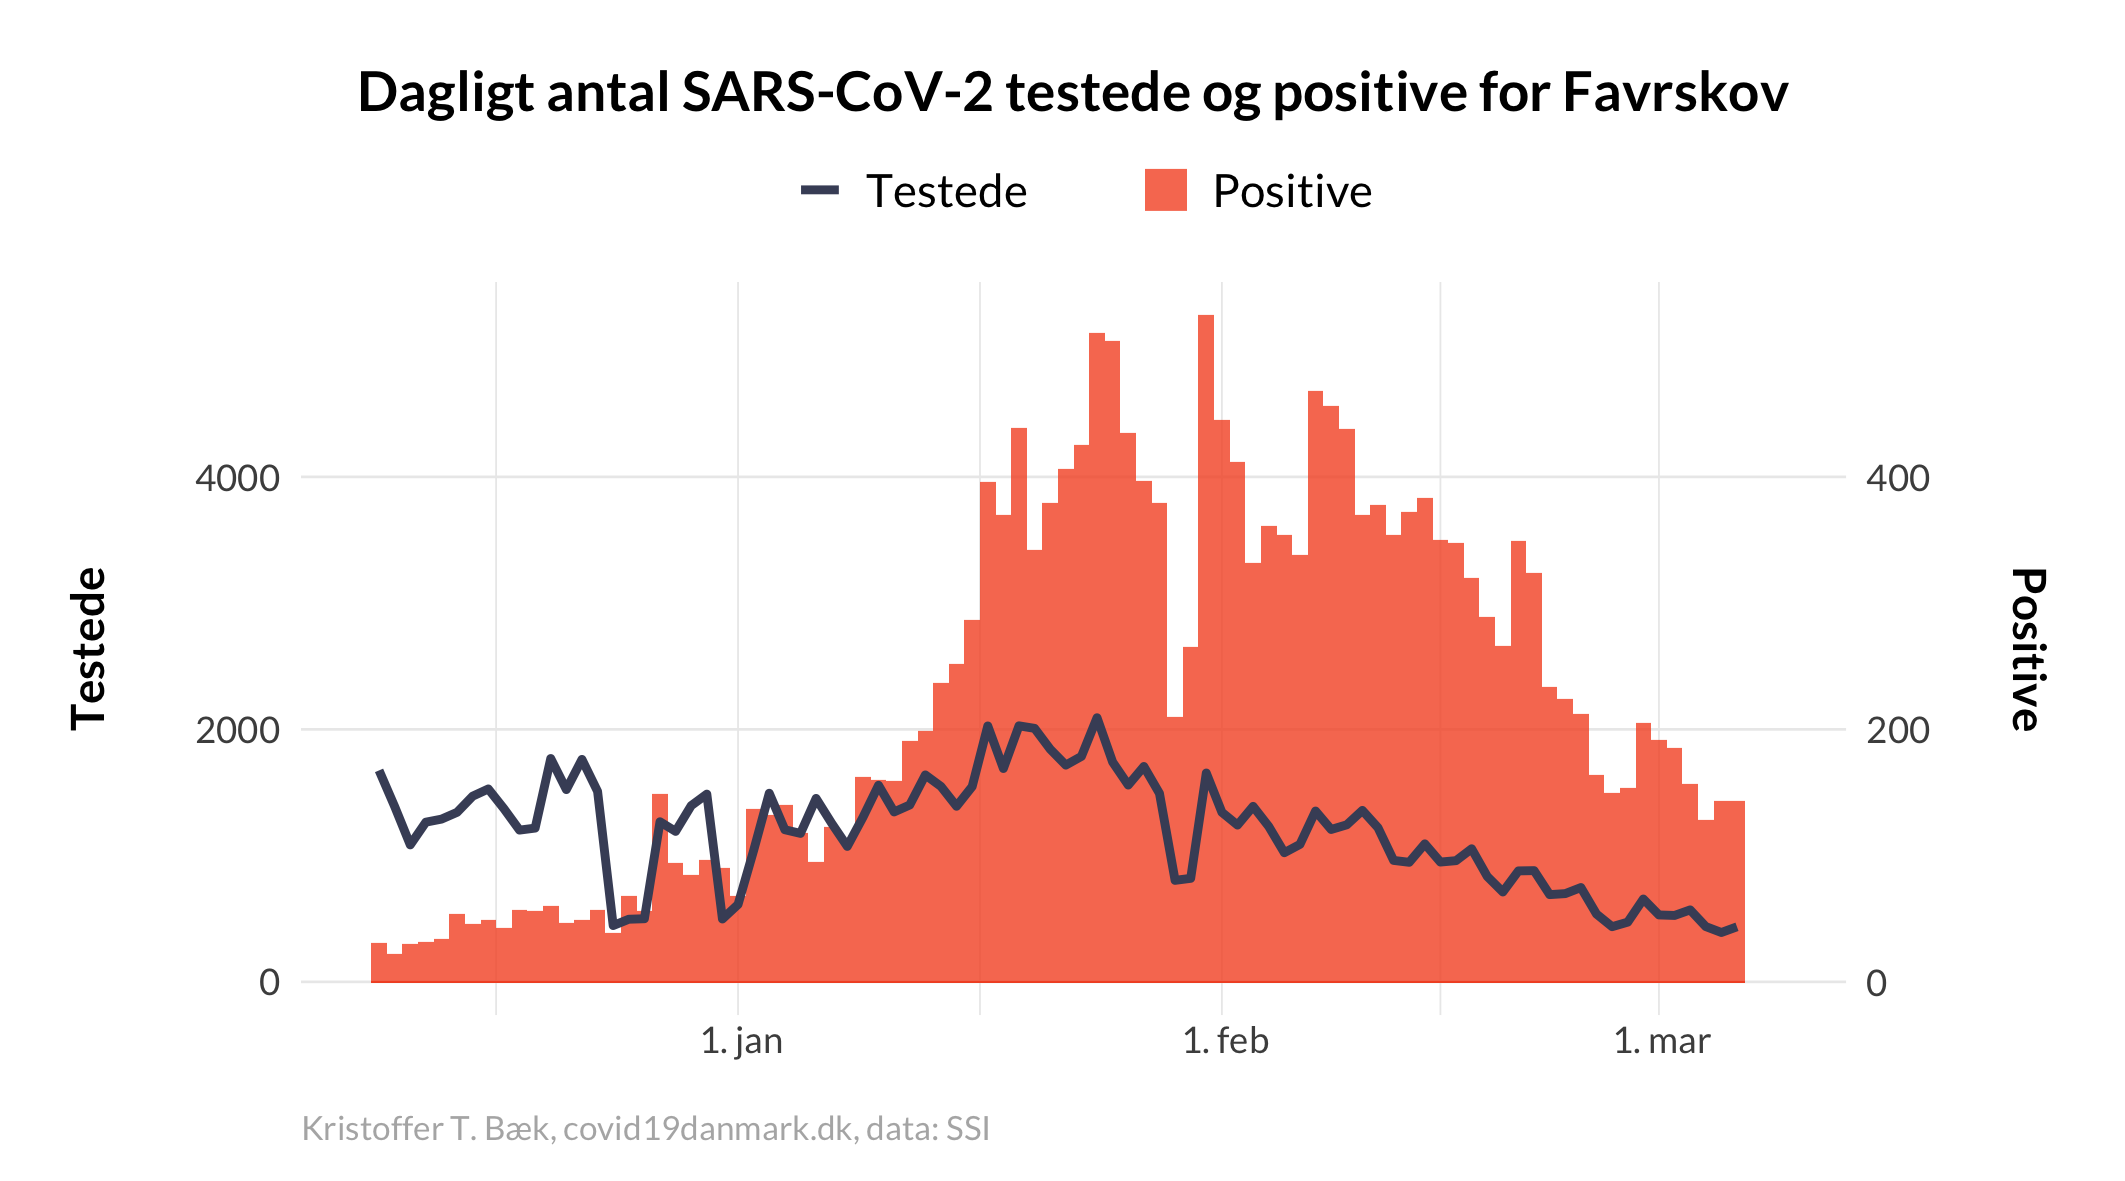 Dagligt antal SARS-CoV-2 testede og positive for Favrskov
Testede
Positive
4000
2000
0
Testede
400
200
0
Positive
1. jan
1. feb
1. mar
Kristoffer T. Bæk, covid19danmark.dk, data: SSI